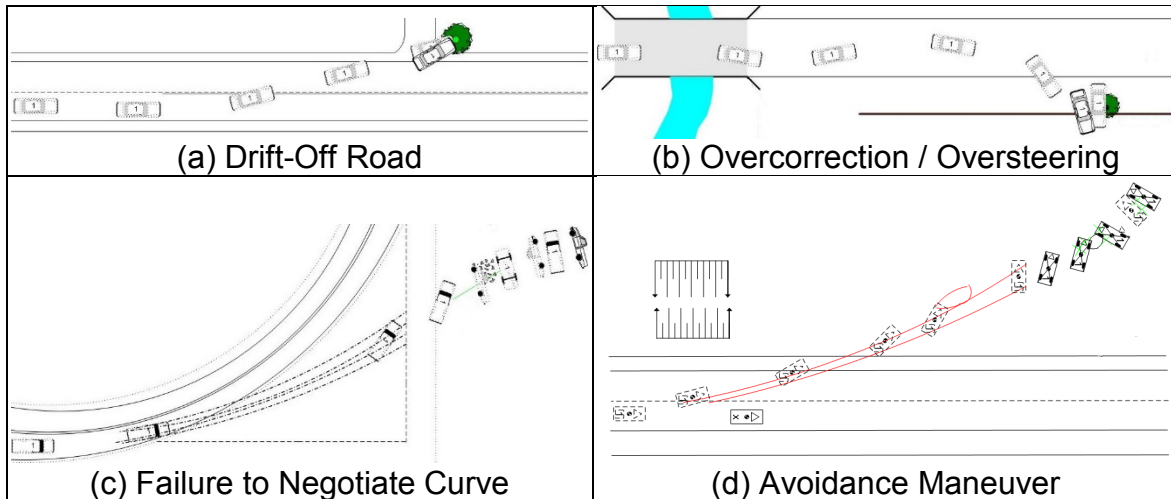 (a) Drift-Off Road
(b) Overcorrection / Oversteering
(c) Failure to Negotiate Curve
(d) Avoidance Maneuver